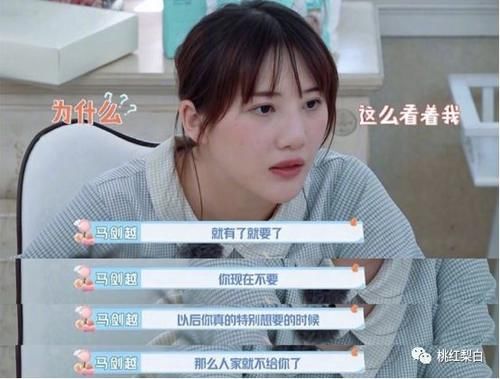 为什么???
这么看着我
马剑越 就有了就要了
马剑越 你现在不要
马剑越 以后你真的特别想要的时候
马剑越 那么人家就不给你了
桃红梨白